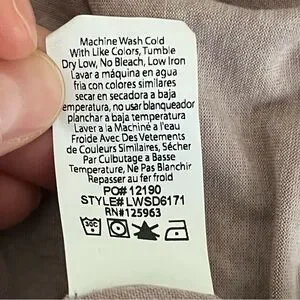 Machine Wash Cold
With Like Colors, Tumble
Dry Low, No Bleach, Low Iron
Lavar a máquina en agua
fria con colores similares
secar en secadora a baja
temperatura, no usar blanqueador
planchar a baja temperatura
Laver a la Machiné a l'eau
Froide Avec Des Vetements
de Couleurs Similaires, Sécher
Par Culbutage a Basse
Temperature, Ne Pas Blanchir
Repasser au fer froid
PO# 12190
STYLE# LWSD6171
RN# 125963
30C